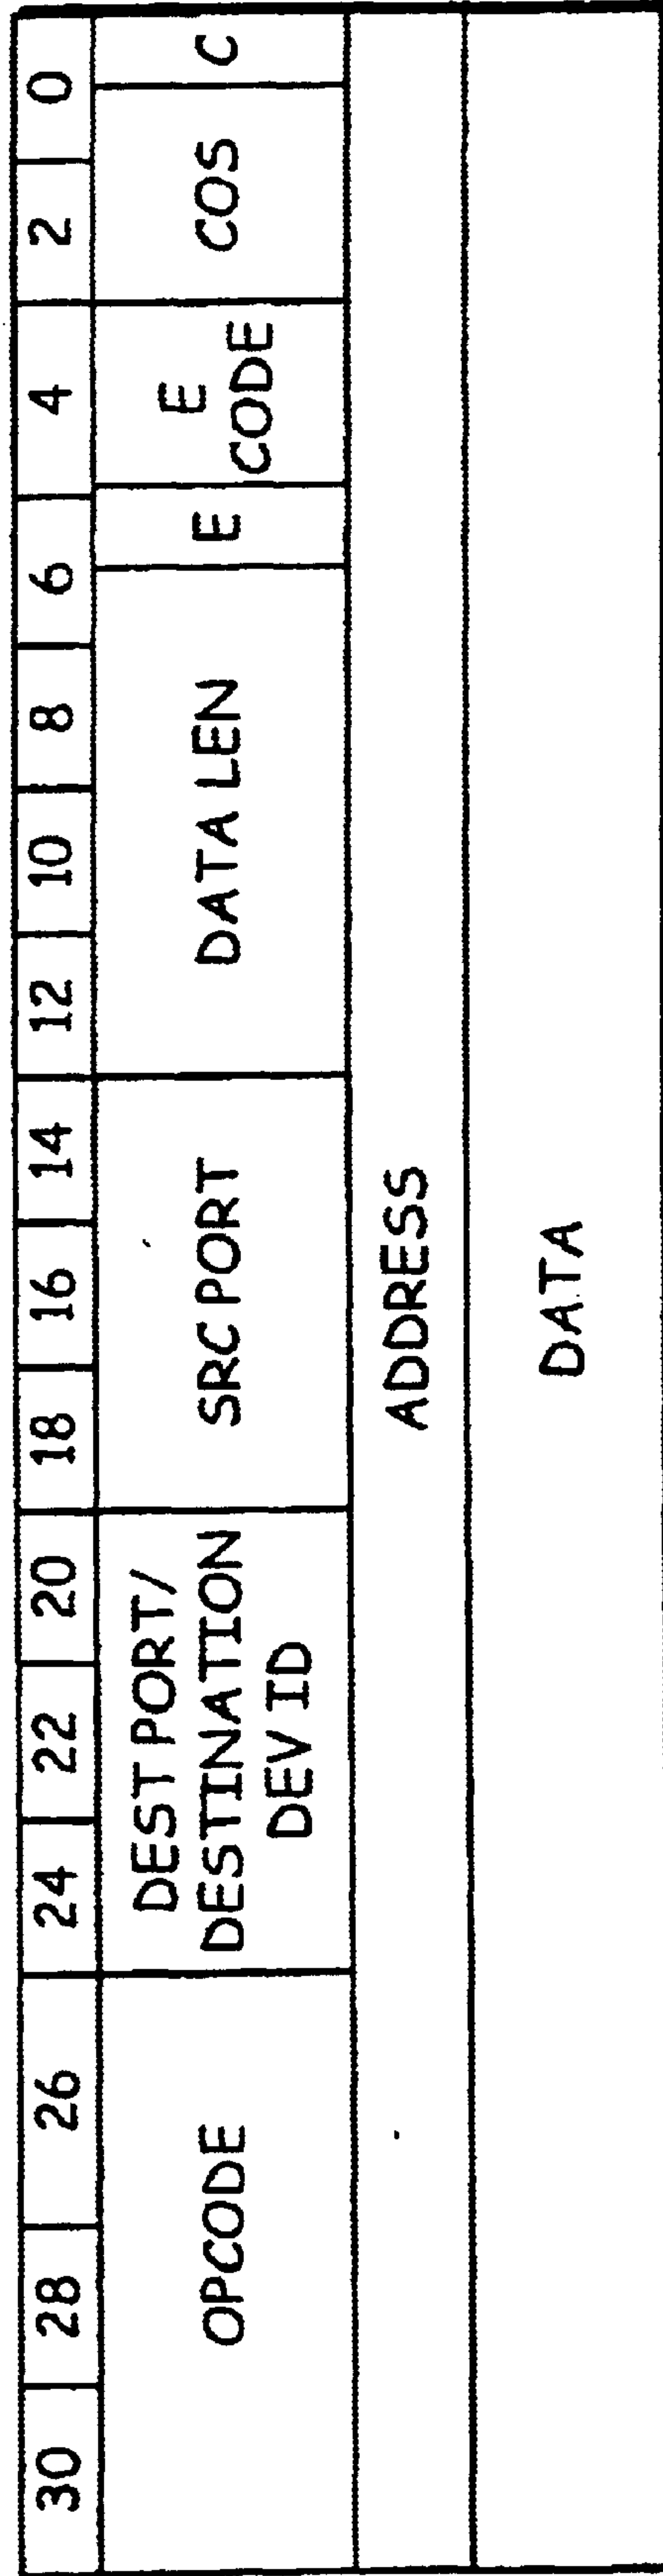 30 28 26 24 22 20 18 16 14 12 10 8 6 4 2 0
OPCODE
DEST PORT/
DESTINATION
DEV ID
SRC PORT
DATA LEN
E
E
CODE
COS
C
ADDRESS
DATA